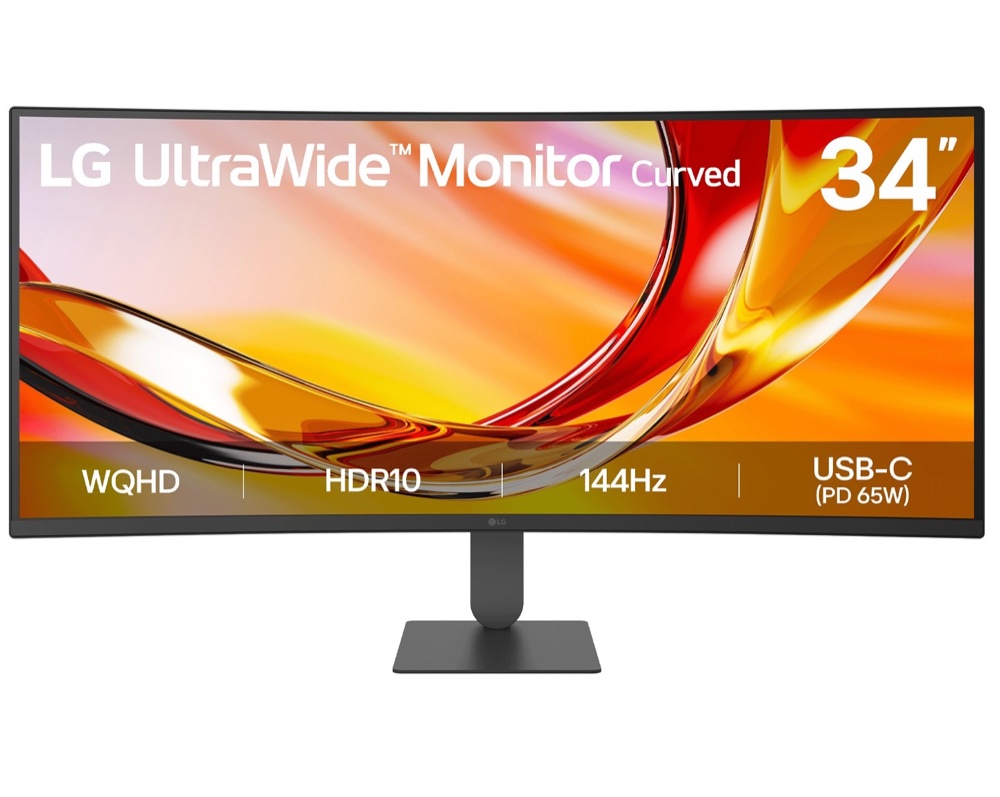 LG UltraWide™ Monitor Curved
34"
WQHD
HDR10
144Hz
USB-C
(PD 65W)
LG